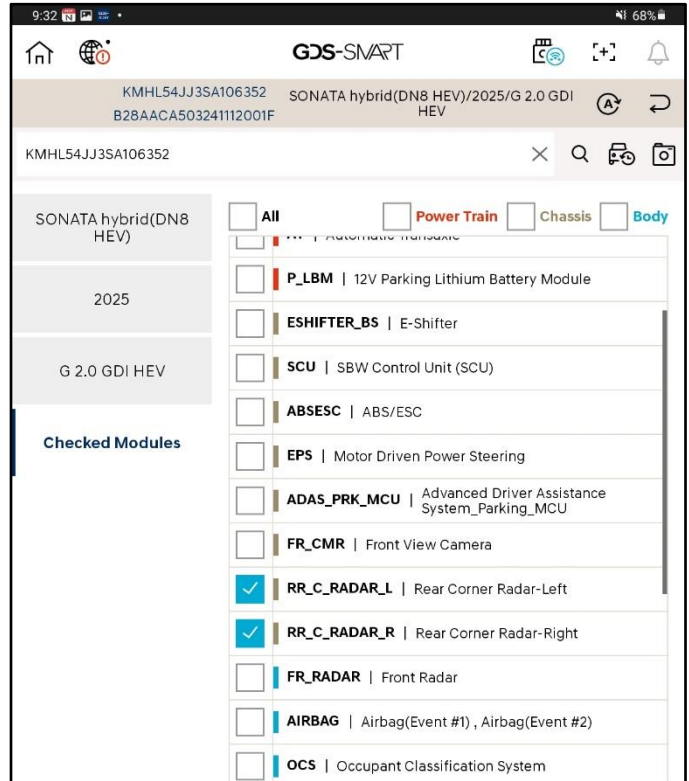 9:32
68%
GDS-SMART
KMHL54JJ3SA106352
B28AACA503241112001F
SONATA hybrid(DN8 HEV)/2025/G 2.0 GDI
HEV
KMHL54JJ3SA106352
SONATA hybrid(DN8
HEV)
2025
G 2.0 GDI HEV
Checked Modules
All
Power Train
Chassis
Body
AT | Automatic Transaxle
P_LBM | 12V Parking Lithium Battery Module
ESHIFTER_BS | E-Shifter
SCU | SBW Control Unit (SCU)
ABSESC | ABS/ESC
EPS | Motor Driven Power Steering
ADAS_PRK_MCU | Advanced Driver Assistance
System_Parking_MCU
FR_CMR | Front View Camera
RR_C_RADAR_L | Rear Corner Radar-Left
RR_C_RADAR_R | Rear Corner Radar-Right
FR_RADAR | Front Radar
AIRBAG | Airbag(Event #1) , Airbag(Event #2)
OCS | Occupant Classification System